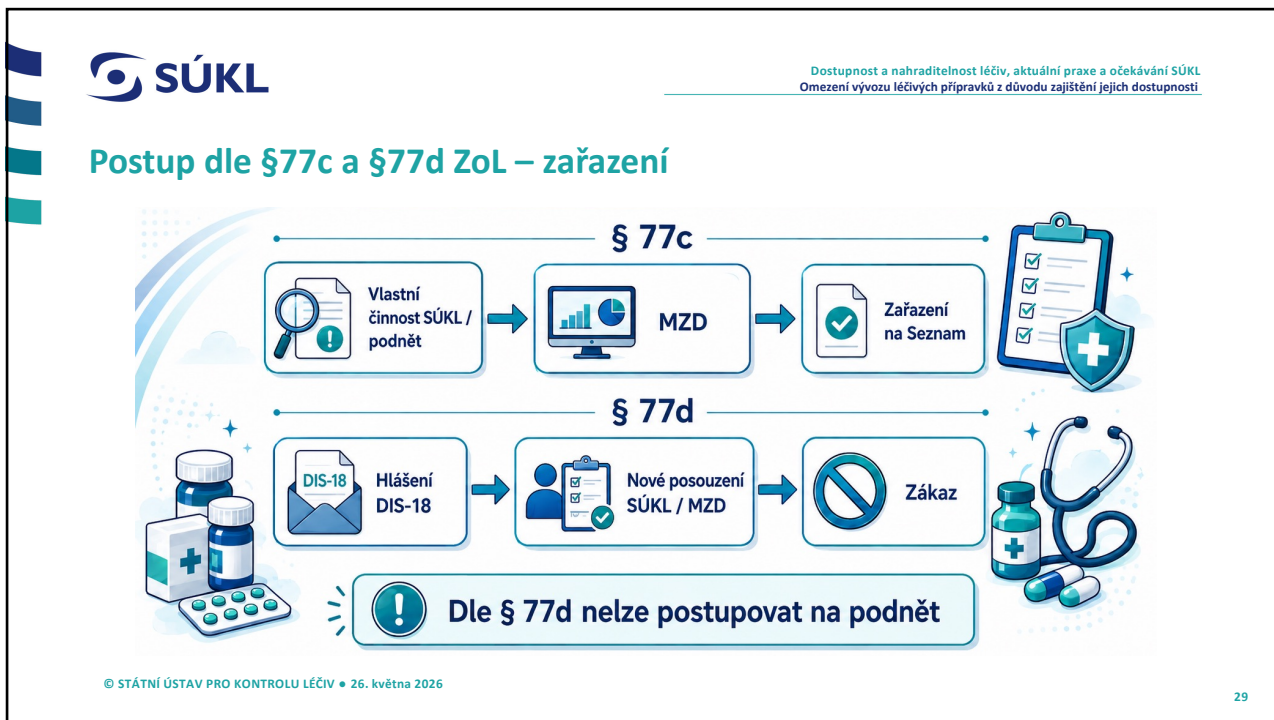 SÚKL
Dostupnost a nahraditelnost léčiv, aktuální praxe a očekávání SÚKL
Omezení vývozu léčivých přípravků z důvodu zajištění jejich dostupnosti
Postup dle §77c a §77d ZoL – zařazení
§ 77c
Vlastní
činnost SÚKL /
podnět
MZD
Zařazení
na Seznam
§ 77d
DIS-18
Hlášení
DIS-18
Nové posouzení
SÚKL / MZD
Zákaz
Dle § 77d nelze postupovat na podnět
© STÁTNÍ ÚSTAV PRO KONTROLU LÉČIV ● 26. května 2026
29